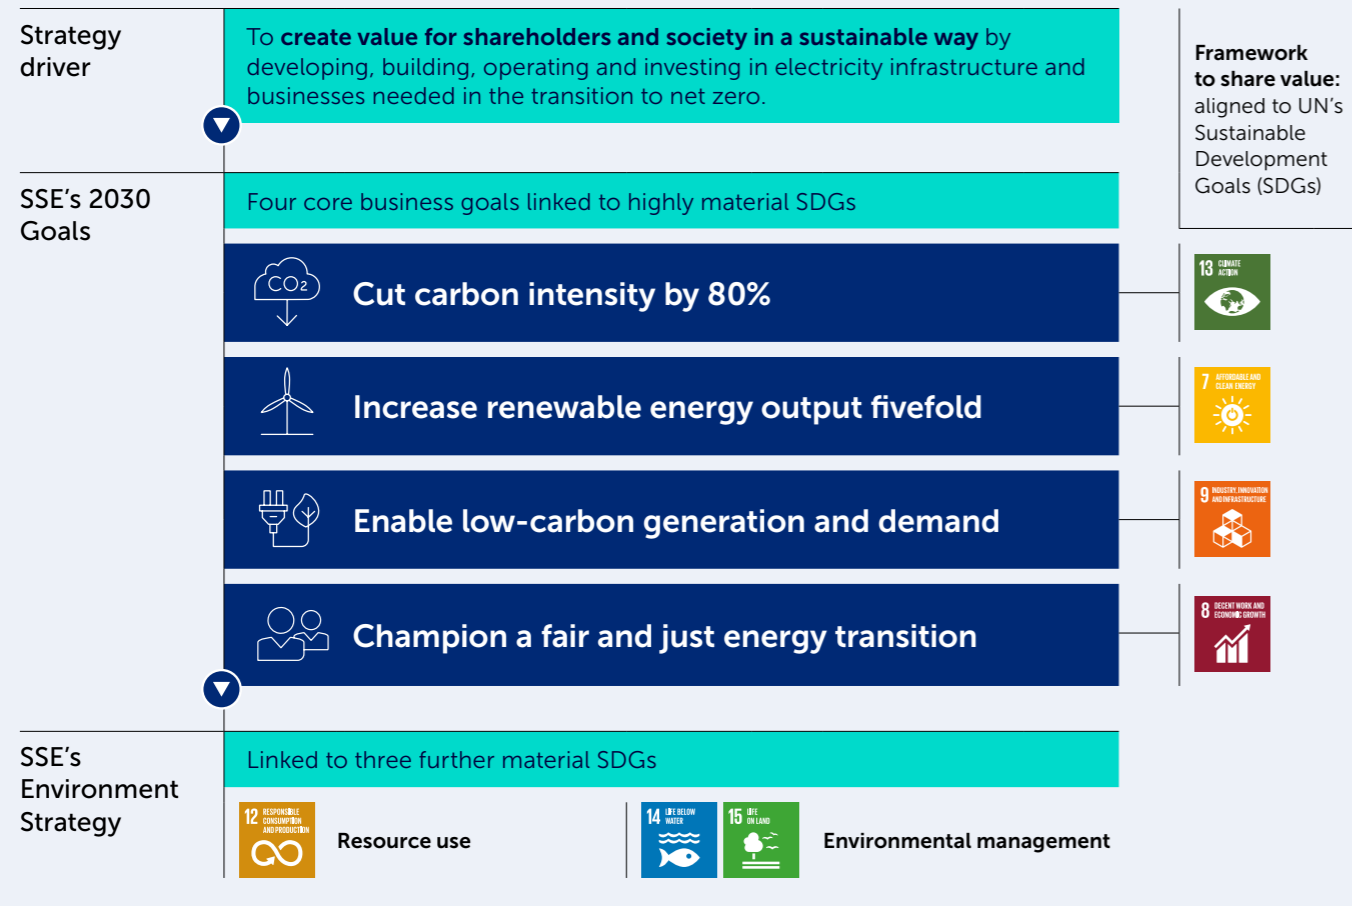 Strategy
driver
To create value for shareholders and society in a sustainable way by
developing, building, operating and investing in electricity infrastructure and
businesses needed in the transition to net zero.
Framework
to share value:
aligned to UN's
Sustainable
Development
Goals (SDGs)
SSE's 2030
Goals
Four core business goals linked to highly material SDGs
CO2
Cut carbon intensity by 80%
13 CLIMATE
ACTION
Increase renewable energy output fivefold
7 AFFORDABLE AND
CLEAN ENERGY
Enable low-carbon generation and demand
9 INDUSTRY, INNOVATION
AND INFRASTRUCTURE
Champion a fair and just energy transition
8 DECENT WORK AND
ECONOMIC GROWTH
SSE's
Environment
Strategy
Linked to three further material SDGs
12 RESPONSIBLE
CONSUMPTION
AND PRODUCTION
Resource use
14 LIFE BELOW
WATER
15 LIFE
ON LAND
Environmental management